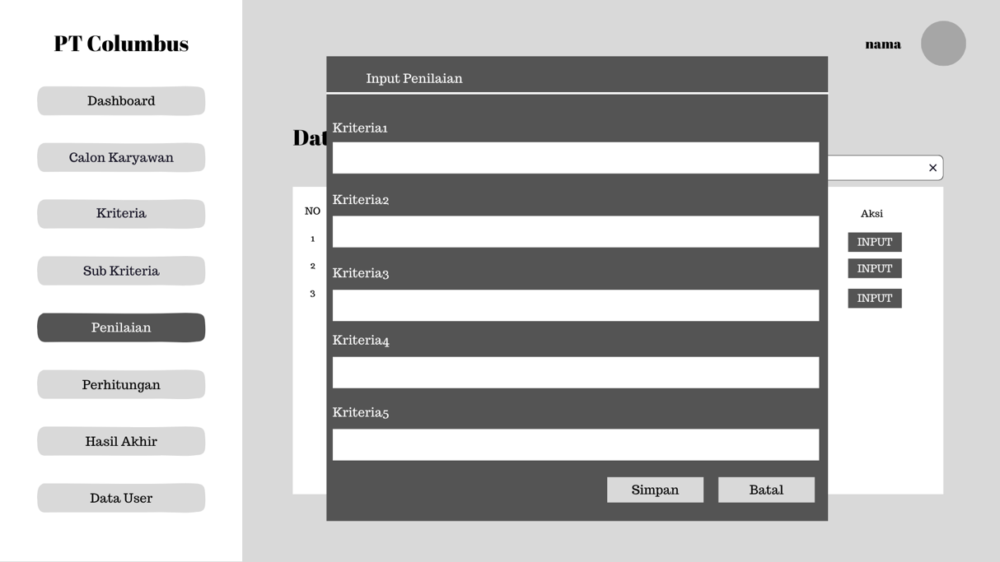 PT Columbus
Dashboard
Calon Karyawan
Kriteria
Sub Kriteria
Penilaian
Perhitungan
Hasil Akhir
Data User
nama
Input Penilaian
Kriteria1
Kriteria2
Kriteria3
Kriteria4
Kriteria5
Simpan Batal
NO Aksi
1 INPUT
2 INPUT
3 INPUT